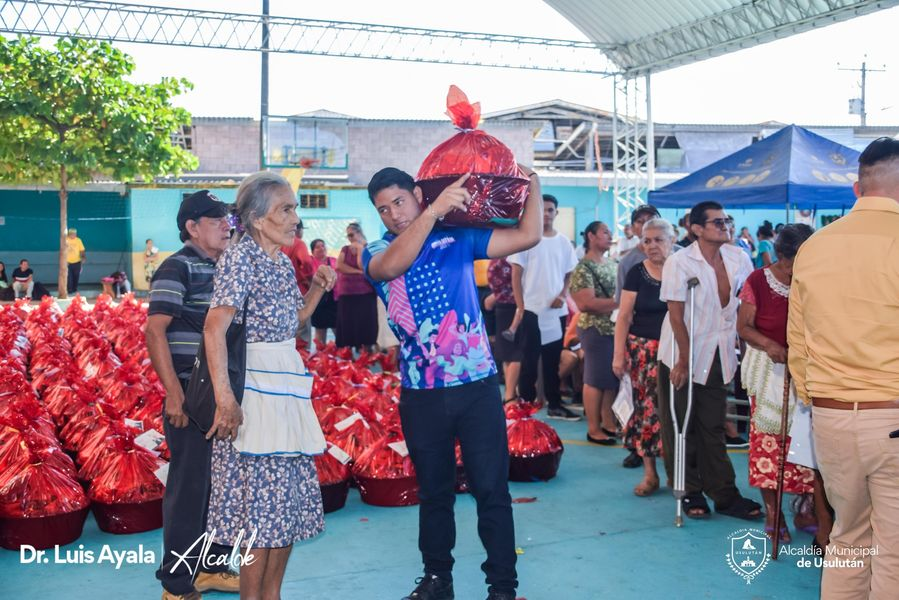 Dr. Luis Ayala Alcalde
Alcaldía Municipal
de Usulután